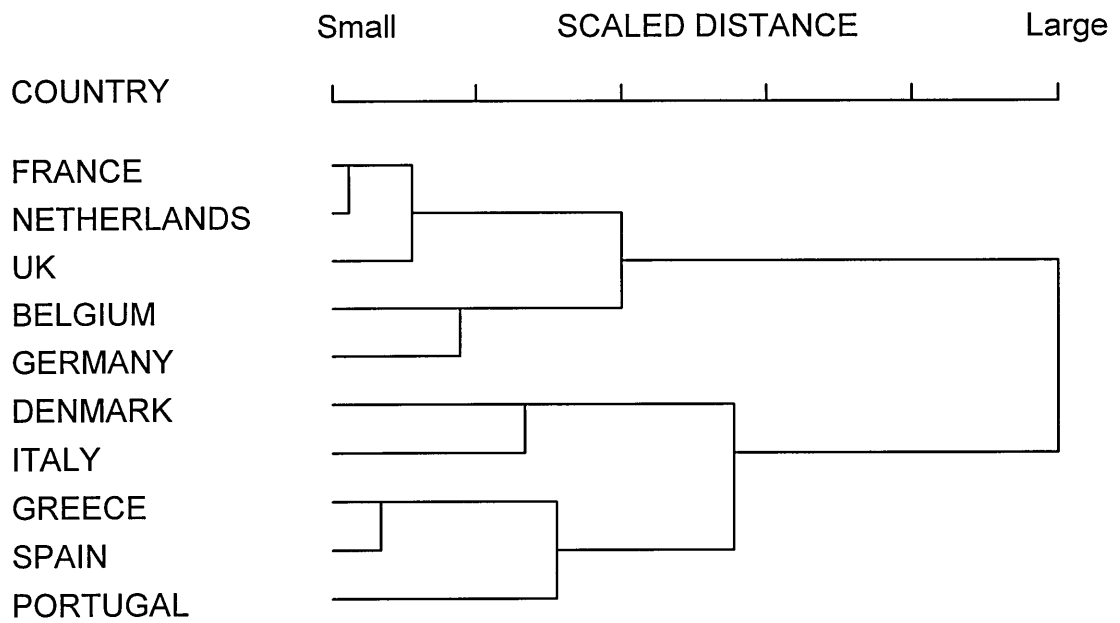 Small SCALED DISTANCE Large
COUNTRY
FRANCE
NETHERLANDS
UK
BELGIUM
GERMANY
DENMARK
ITALY
GREECE
SPAIN
PORTUGAL